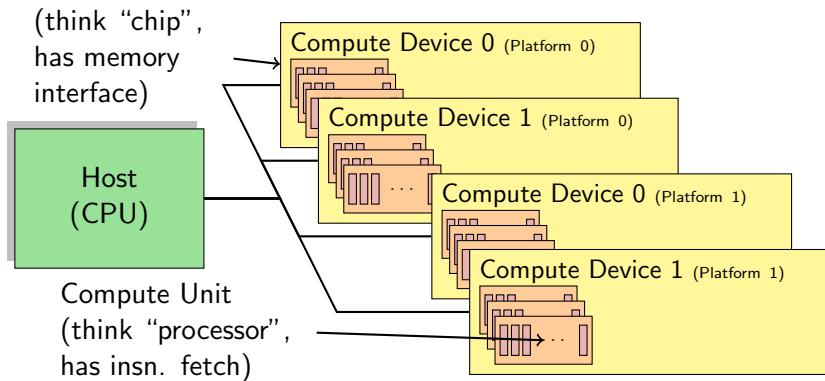 (think “chip”,
has memory
interface)
Compute Device 0 (Platform 0)
Compute Device 1 (Platform 0)
· · ·
Host
(CPU)
Compute Device 0 (Platform 1)
Compute Device 1 (Platform 1)
Compute Unit
(think “processor”,
has insn. fetch)
· ·